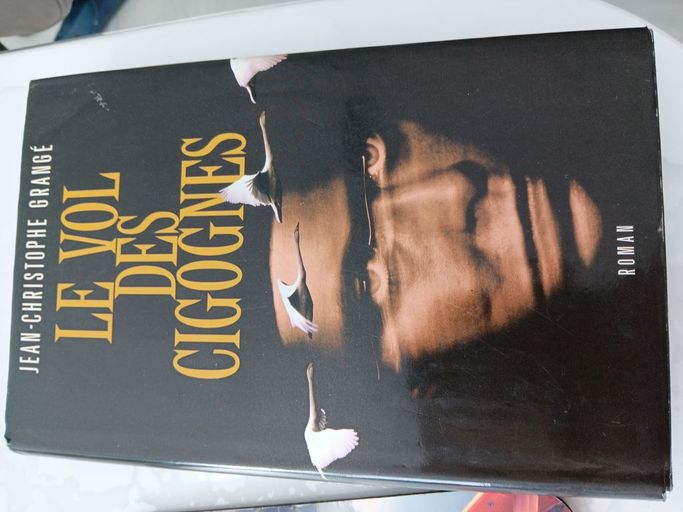 JEAN-CHRISTOPHE GRANGÉ
LE VOL
DES
CIGOGNES
ROMAN